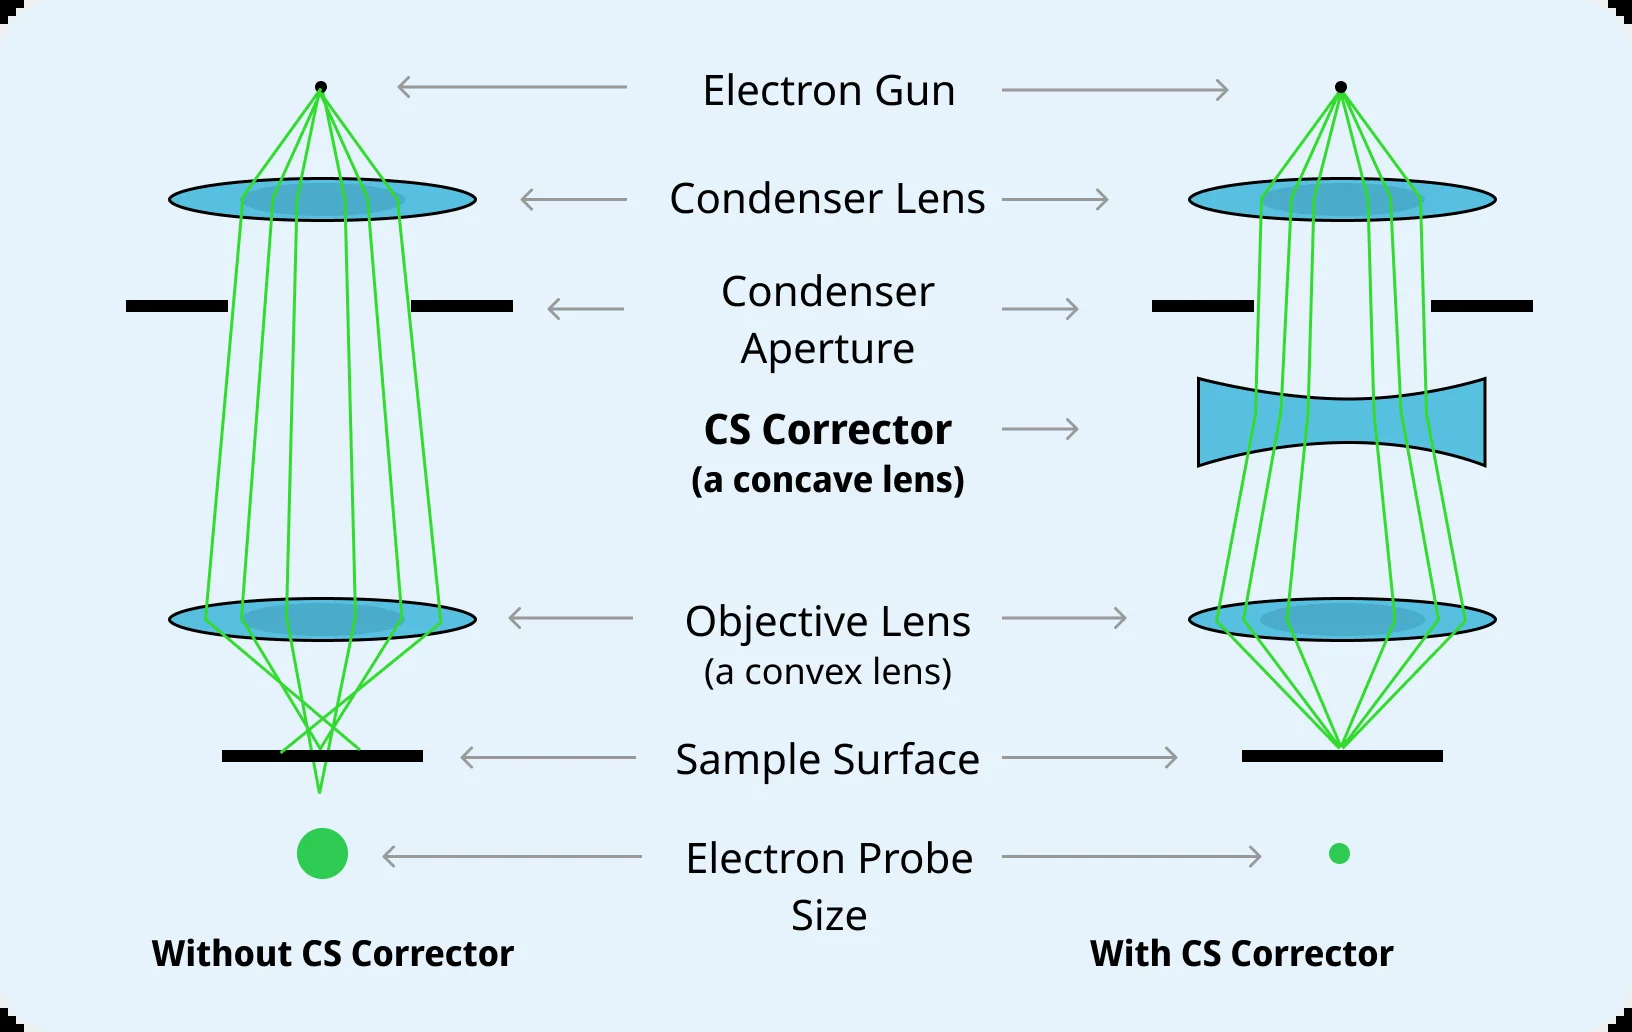 Electron Gun
Condenser Lens
Condenser
Aperture
CS Corrector
(a concave lens)
Objective Lens
(a convex lens)
Sample Surface
Electron Probe
Size
Without CS Corrector
With CS Corrector